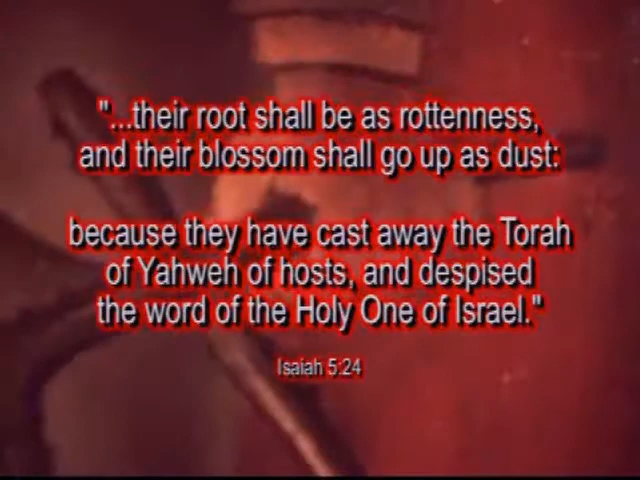 "...their root shall be as rottenness,
and their blossom shall go up as dust:
because they have cast away the Torah
of Yahweh of hosts, and despised
the word of the Holy One of Israel."
Isaiah 5:24